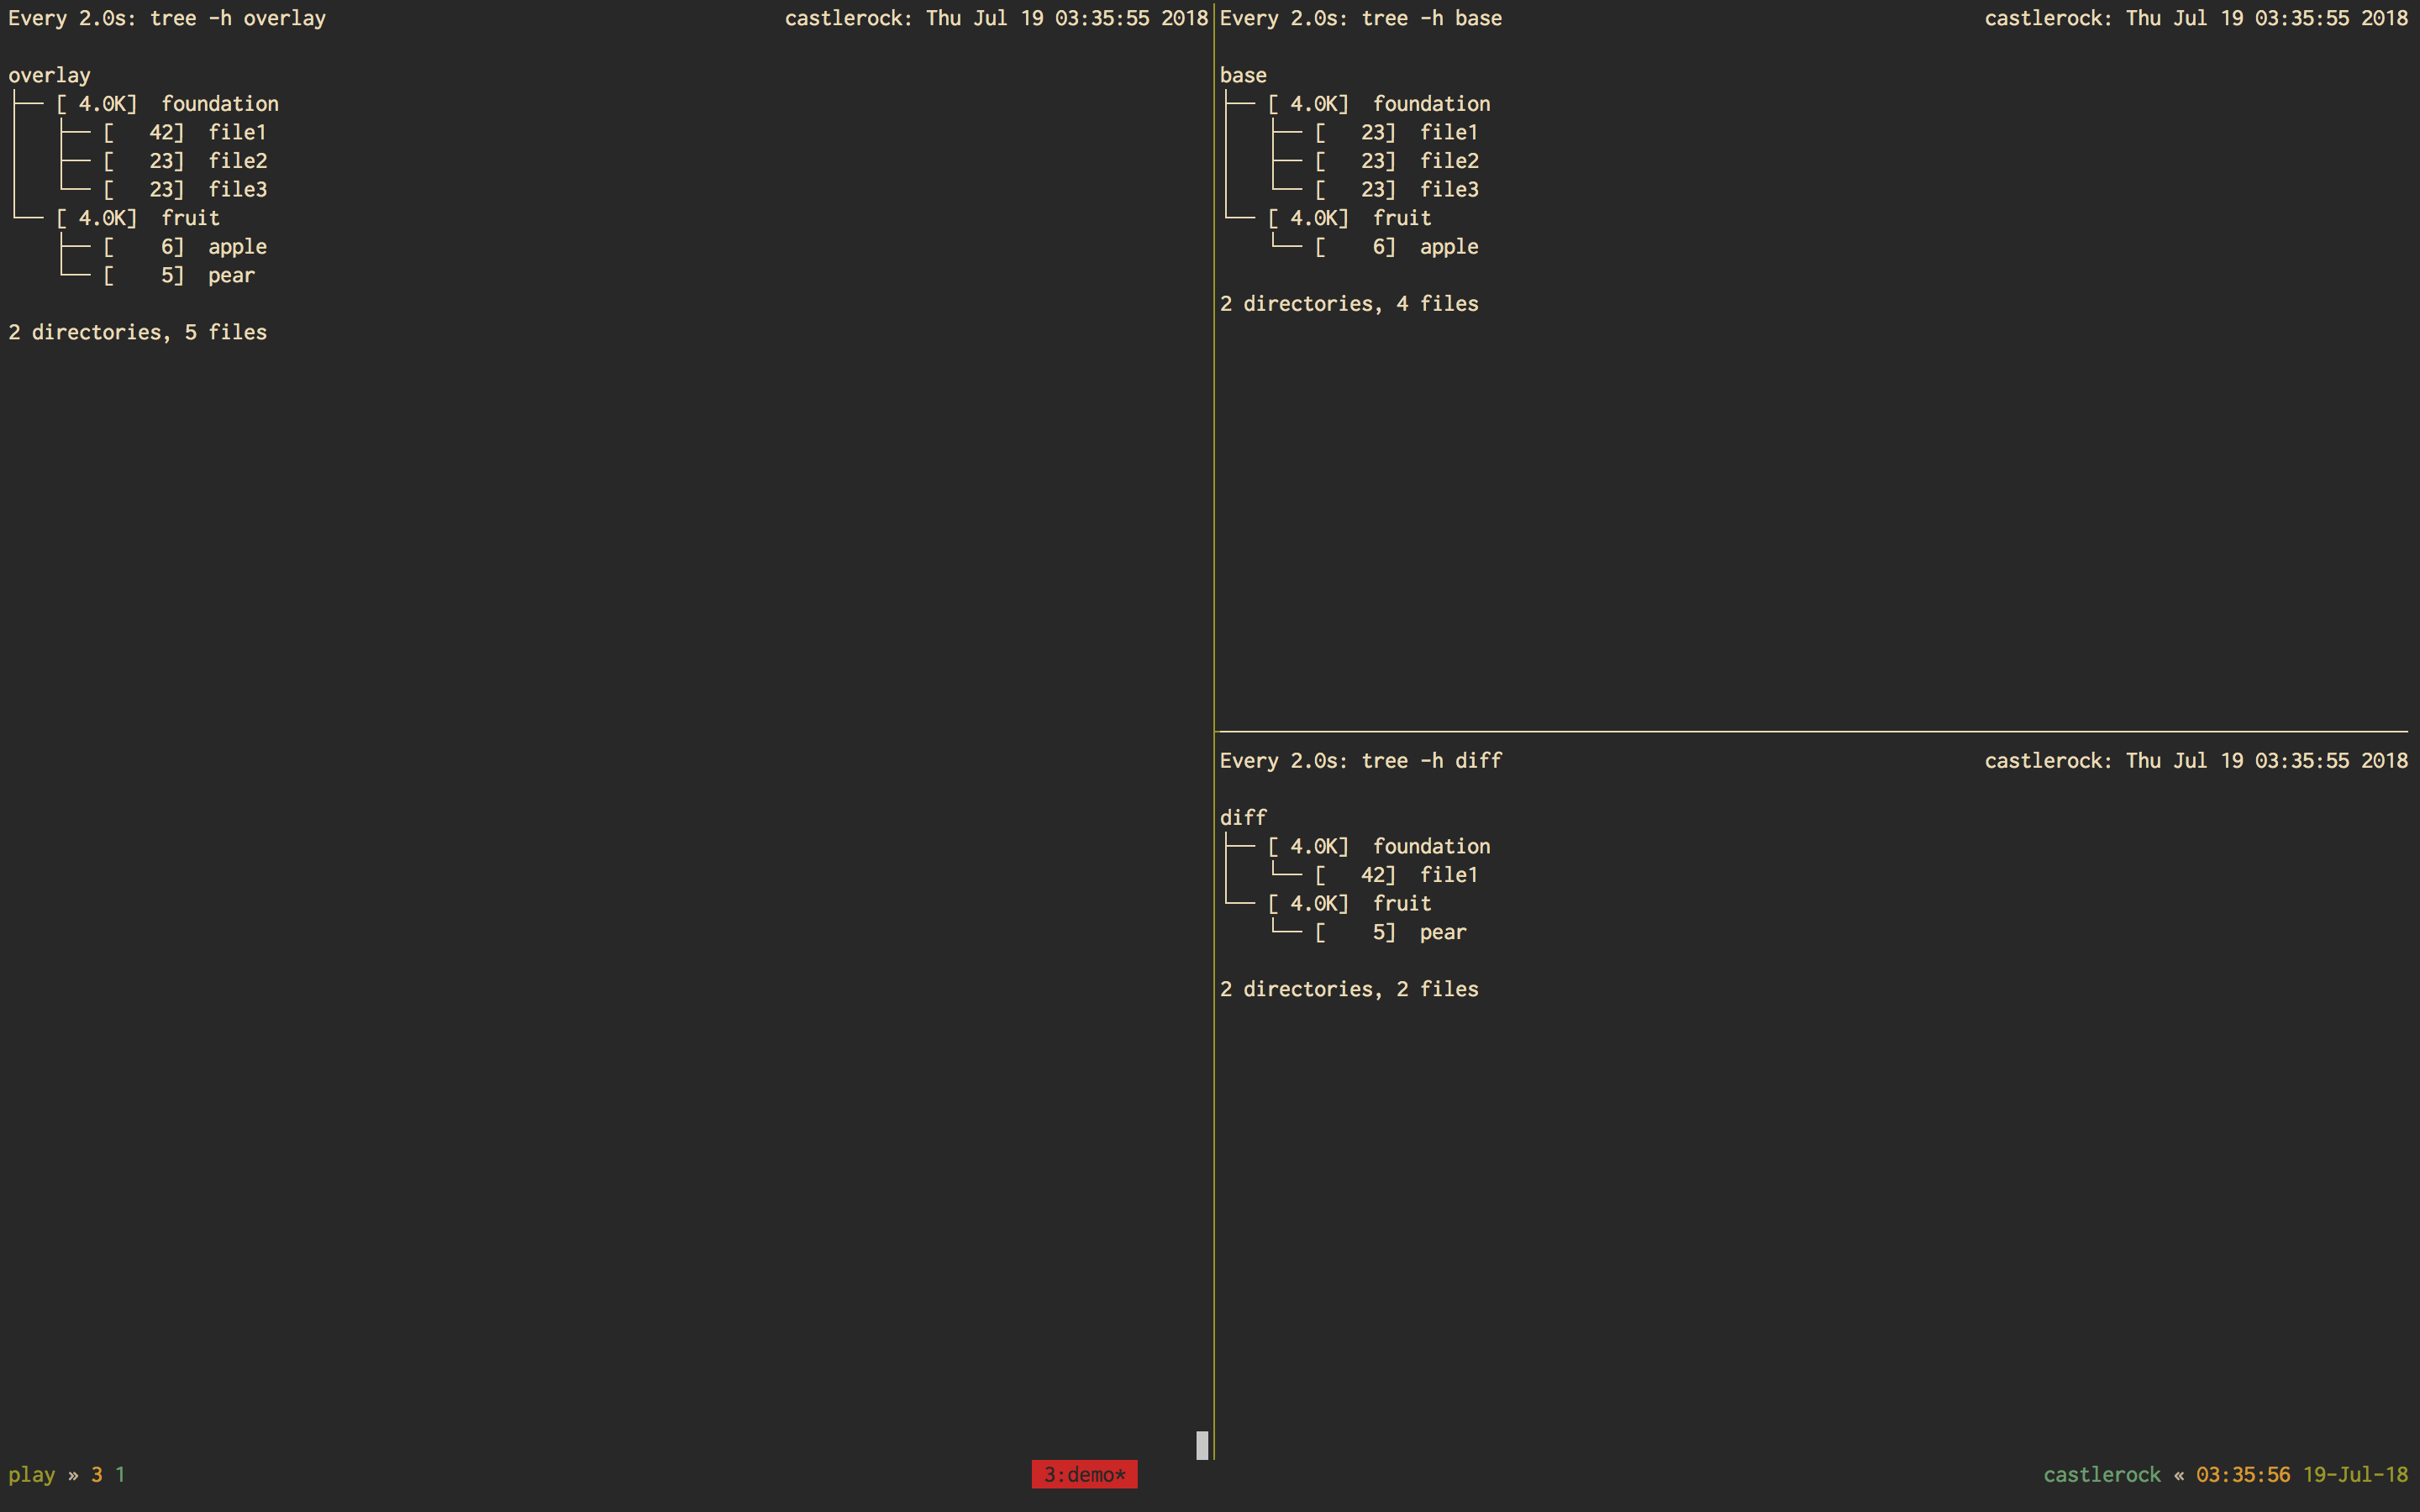 Every 2.0s: tree -h overlay castlerock: Thu Jul 19 03:35:55 2018
overlay
├── [ 4.0K]  foundation
│   ├── [   42]  file1
│   ├── [   23]  file2
│   └── [   23]  file3
└── [ 4.0K]  fruit
    ├── [    6]  apple
    └── [    5]  pear
2 directories, 5 files
Every 2.0s: tree -h base castlerock: Thu Jul 19 03:35:55 2018
base
├── [ 4.0K]  foundation
│   ├── [   23]  file1
│   ├── [   23]  file2
│   └── [   23]  file3
└── [ 4.0K]  fruit
    └── [    6]  apple
2 directories, 4 files
Every 2.0s: tree -h diff castlerock: Thu Jul 19 03:35:55 2018
diff
├── [ 4.0K]  foundation
│   └── [   42]  file1
└── [ 4.0K]  fruit
    └── [    5]  pear
2 directories, 2 files
play » 3 1 3:demo* castlerock « 03:35:56 19-Jul-18